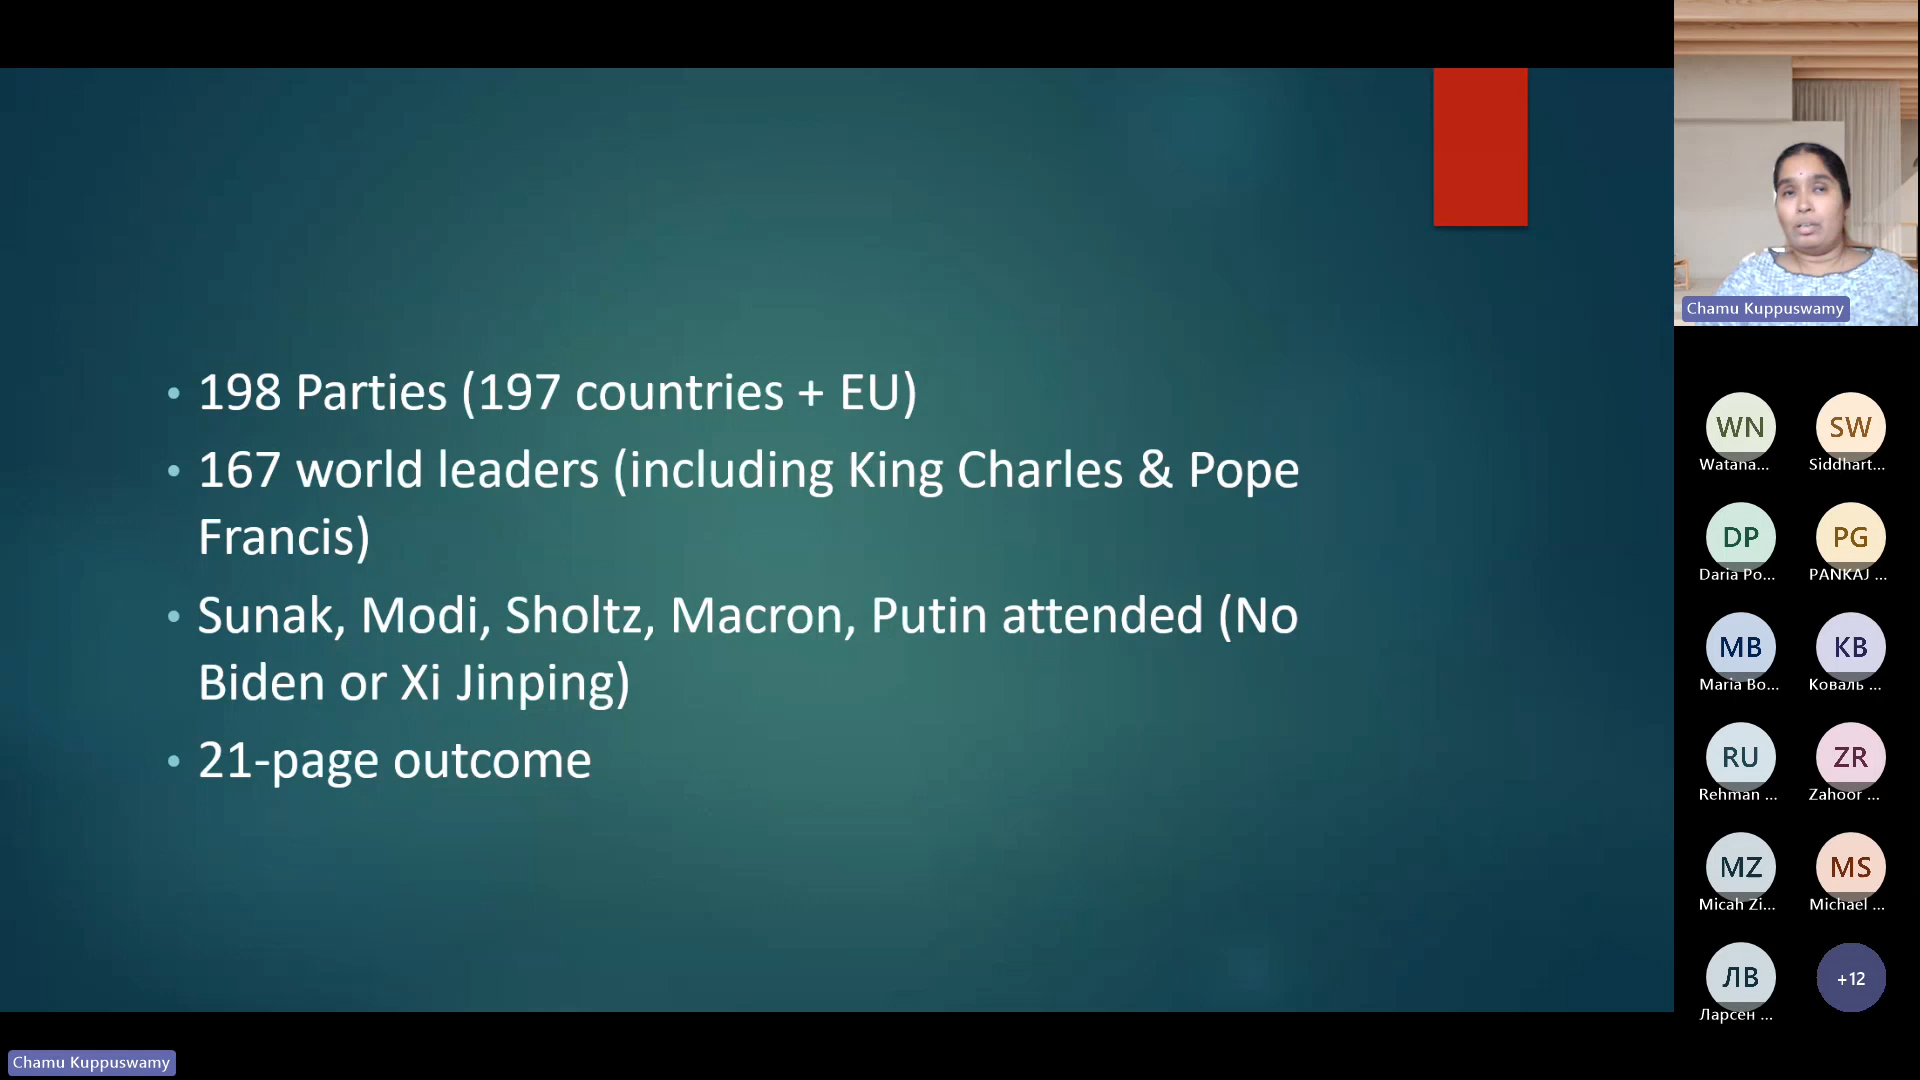 • 198 Parties (197 countries + EU)
• 167 world leaders (including King Charles & Pope
Francis)
• Sunak, Modi, Sholtz, Macron, Putin attended (No
Biden or Xi Jinping)
• 21-page outcome
Chamu Kuppuswamy
WN SW
Watana... Siddhart...
DP PG
Daria Po... PANKAJ ...
MB КВ
Maria Bo... Коваль ...
RU ZR
Rehman ... Zahoor ...
MZ MS
Micah Zi... Michael ...
ЛВ +12
Ларсен ...
Chamu Kuppuswamy